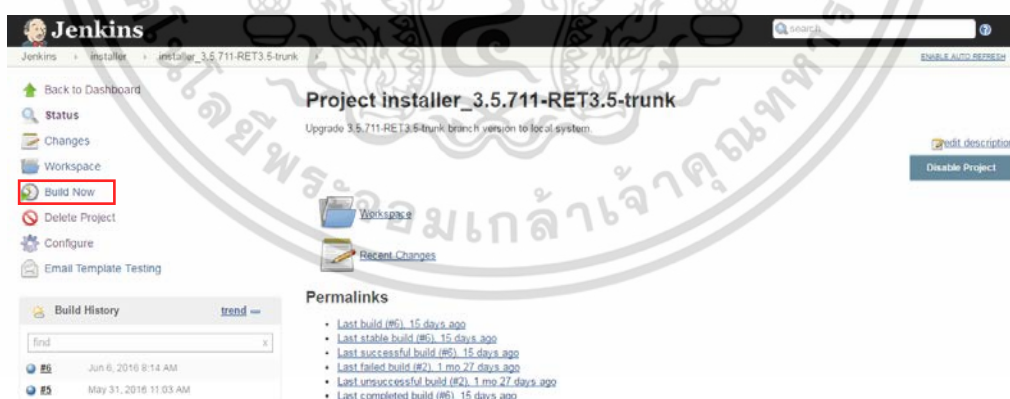 Jenkins
search
Jenkins › installer › installer_3.5.711-RET3.5-trunk
ENABLE AUTO REFRESH
Back to Dashboard
Status
Changes
Workspace
Build Now
Delete Project
Configure
Email Template Testing
Build History
trend
find
x
#6 Jun 6, 2016 8:14 AM
#5 May 31, 2016 11:03 AM
Project installer_3.5.711-RET3.5-trunk
Upgrade 3.5.711-RET3.5-trunk branch version to local system.
edit description
Disable Project
Workspace
Recent Changes
Permalinks
Last build (#6), 15 days ago
Last stable build (#6), 15 days ago
Last successful build (#6), 15 days ago
Last failed build (#2), 1 mo 27 days ago
Last unsuccessful build (#2), 1 mo 27 days ago
Last completed build (#6), 15 days ago